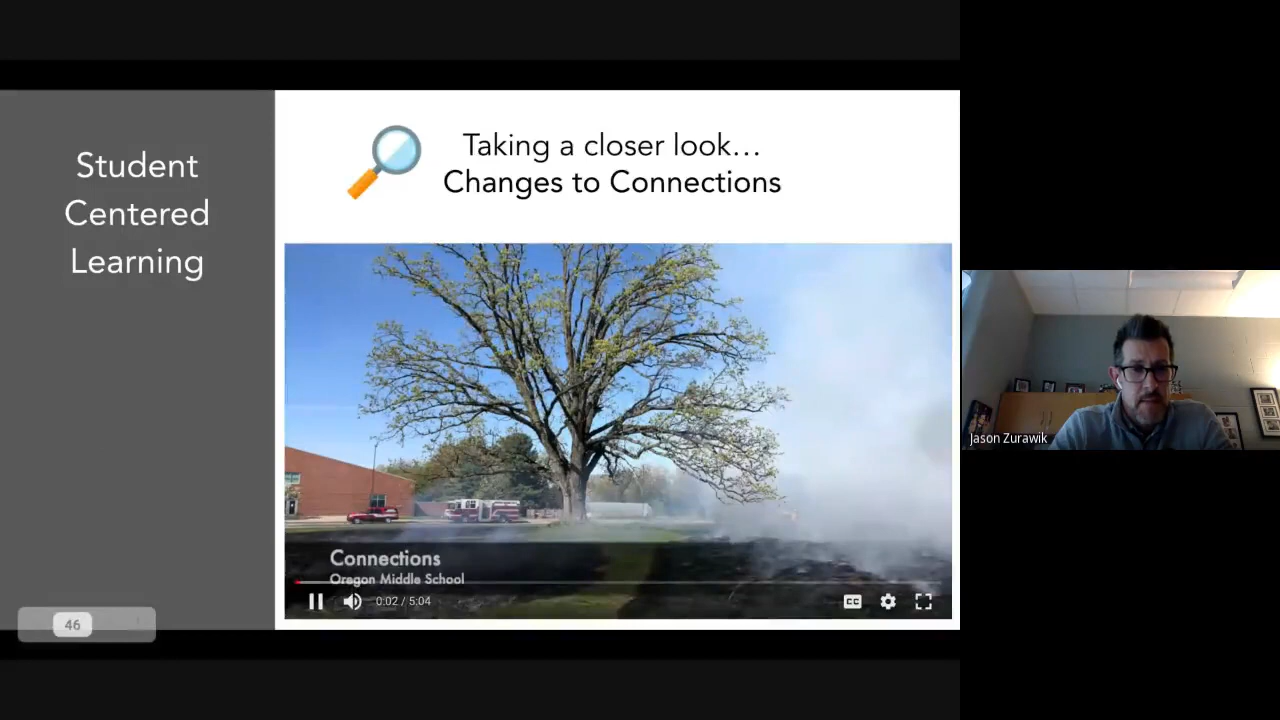 Student
Centered
Learning
Taking a closer look…
Changes to Connections
Connections
Oregon Middle School
0:02 / 5:04
CC
46
Jason Zurawik